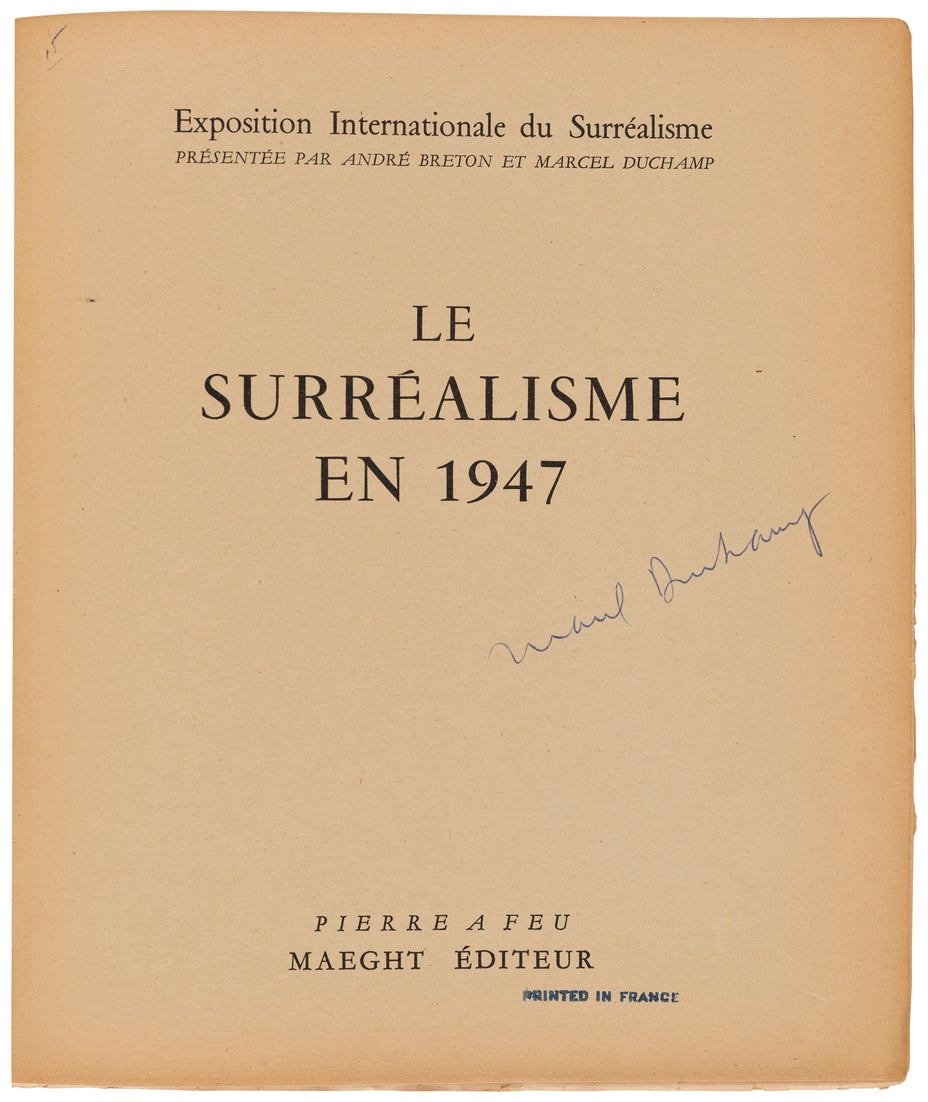 Exposition Internationale du Surréalisme
PRÉSENTÉE PAR ANDRÉ BRETON ET MARCEL DUCHAMP
LE
SURRÉALISME
EN 1947
Marcel Duchamp
PIERRE A FEU
MAEGHT ÉDITEUR
PRINTED IN FRANCE